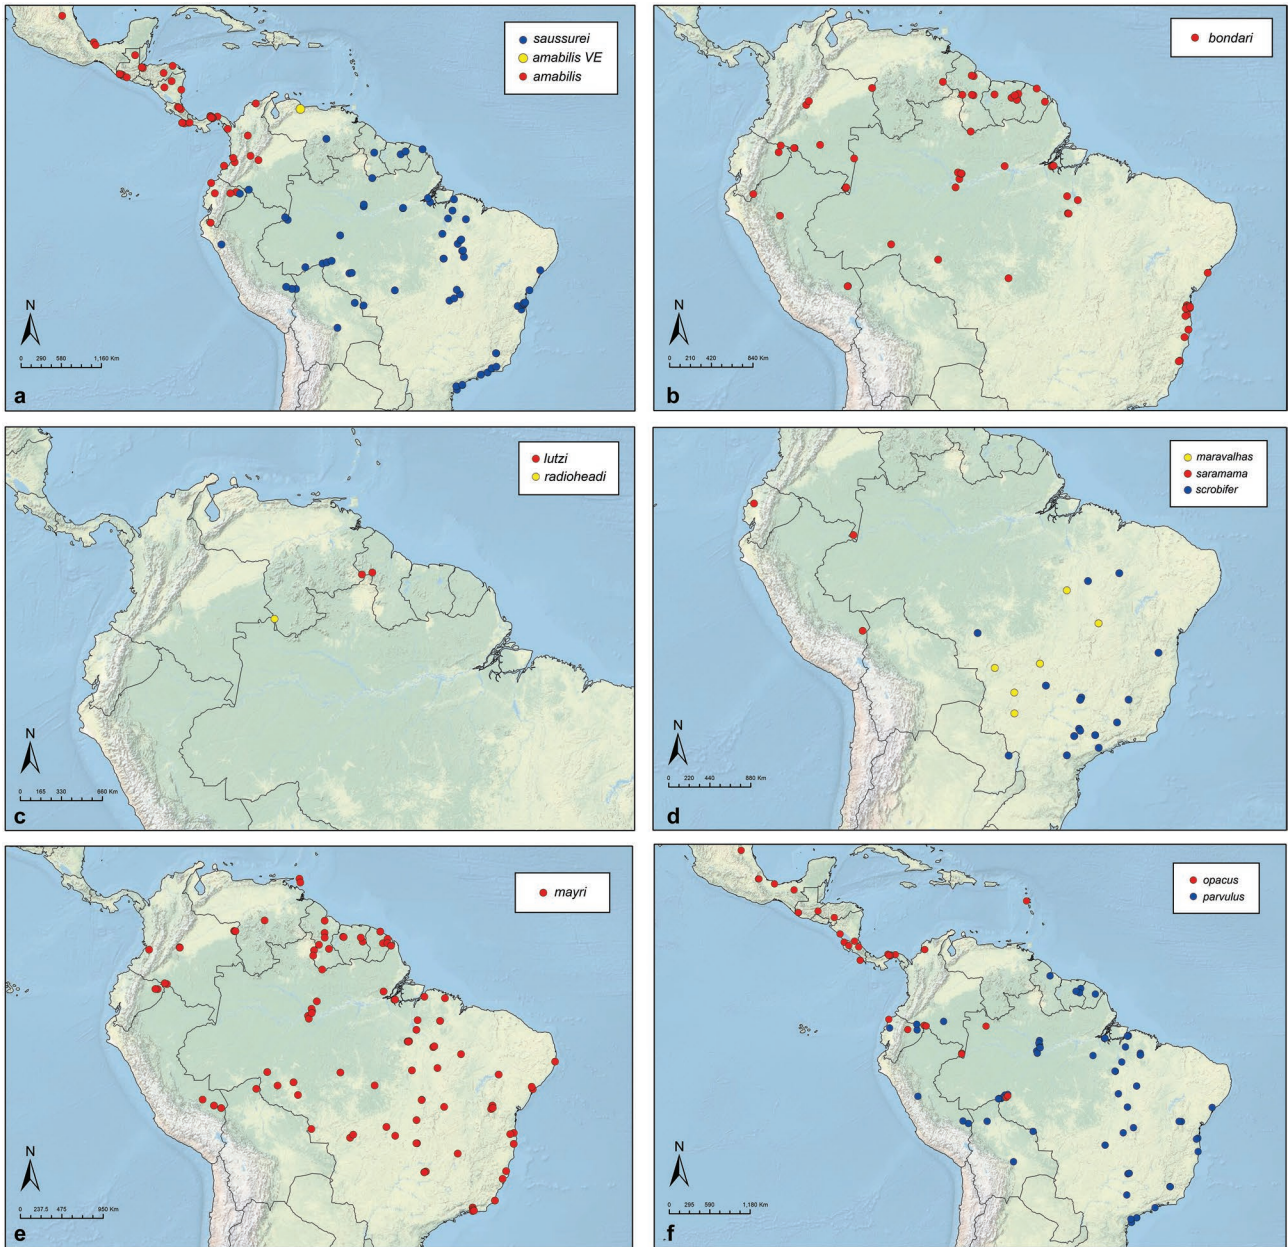 saussurei
amabilis VE
amabilis
N
0 290 580 1,160 Km
a
bondari
N
0 210 420 840 Km
b
lutzi
radioheadi
N
0 165 330 660 Km
c
maravalhas
saramama
scrobifer
N
0 220 440 880 Km
d
mayri
N
0 237.5 475 950 Km
e
opacus
parvulus
N
0 295 590 1,180 Km
f